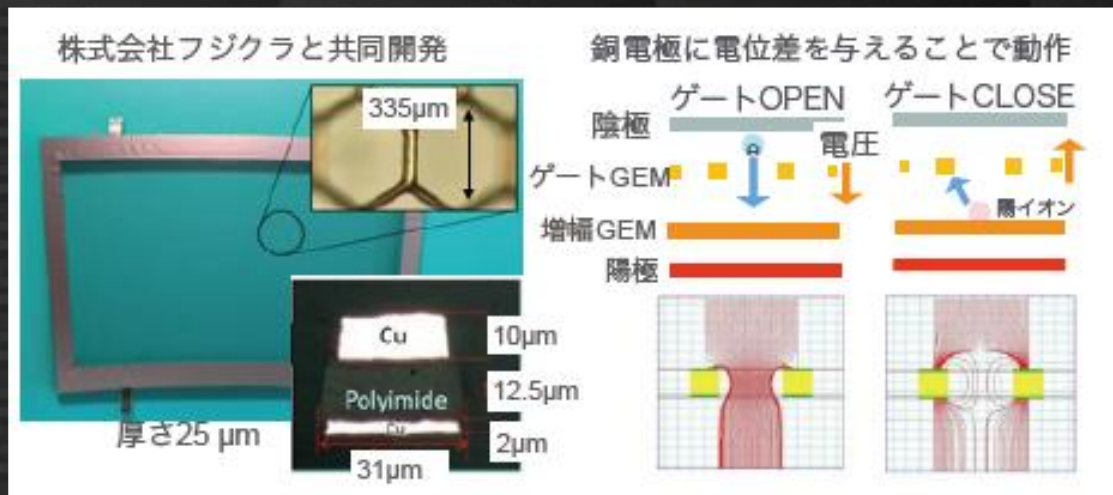 株式会社フジクラと共同開発
335μm
Cu
10μm
Polyimide
12.5μm
Cu
2μm
31μm
厚さ25 μm
銅電極に電位差を与えることで動作
ゲートOPEN
ゲートCLOSE
陰極
電圧
ゲートGEM
陽イオン
増幅GEM
陽極